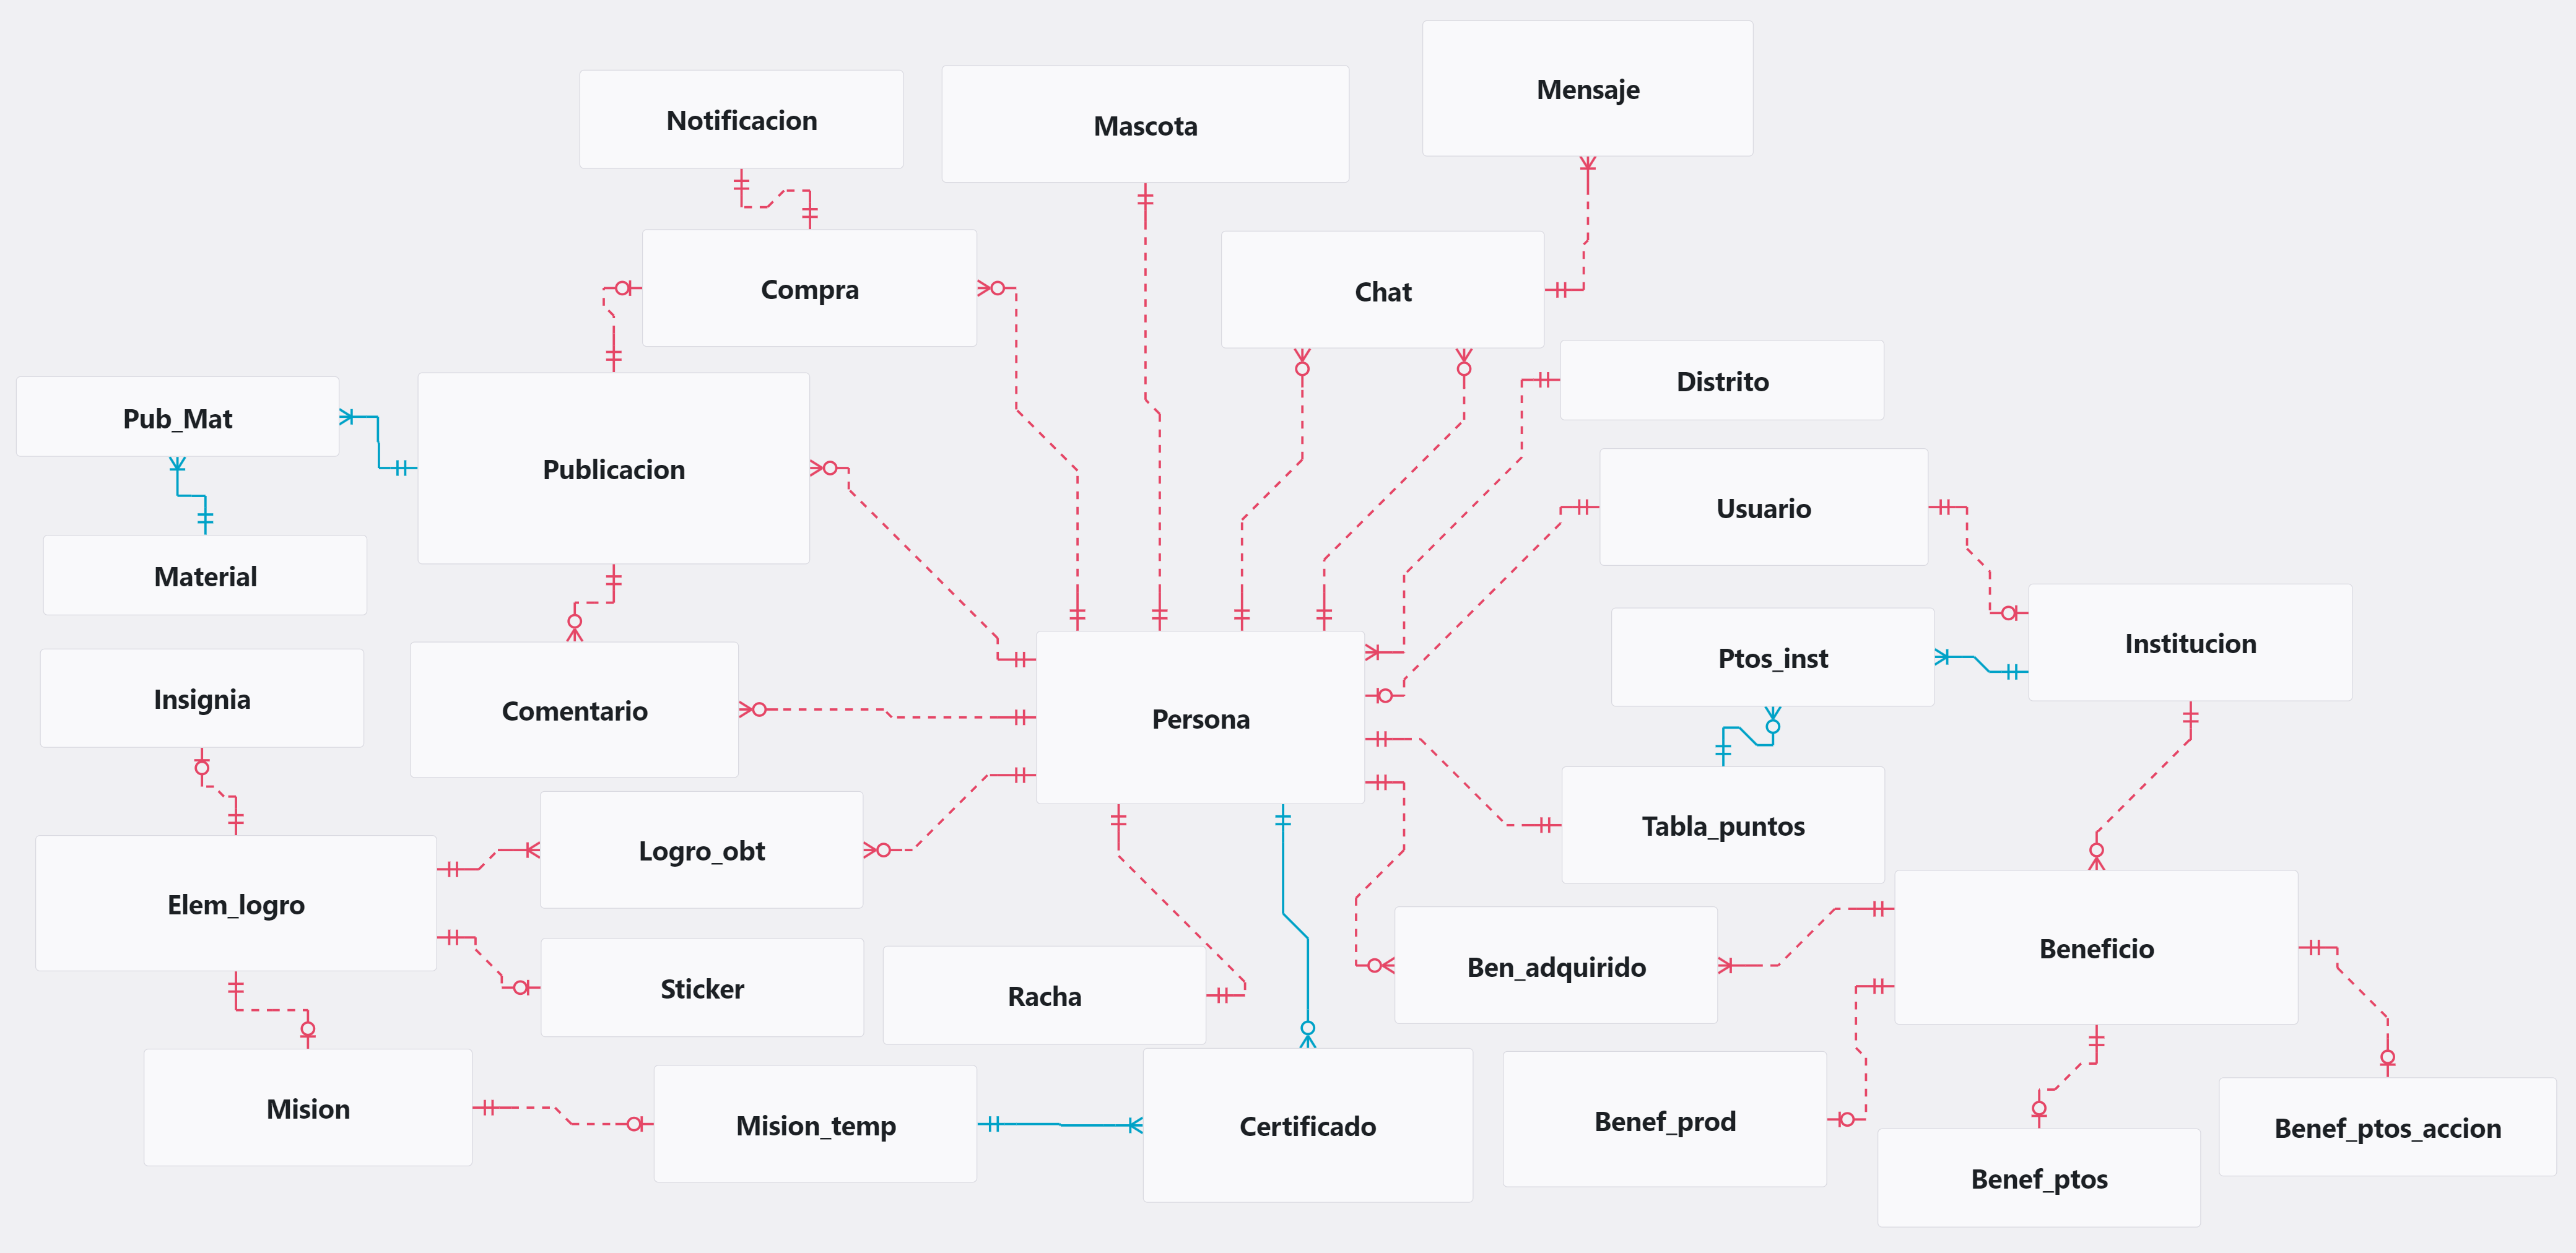 Mensaje
Notificacion
Mascota
Compra
Chat
Distrito
Pub_Mat
Publicacion
Usuario
Material
Institucion
Ptos_inst
Insignia
Comentario
Persona
Tabla_puntos
Logro_obt
Elem_logro
Beneficio
Ben_adquirido
Sticker
Racha
Mision
Mision_temp
Certificado
Benef_prod
Benef_ptos_accion
Benef_ptos